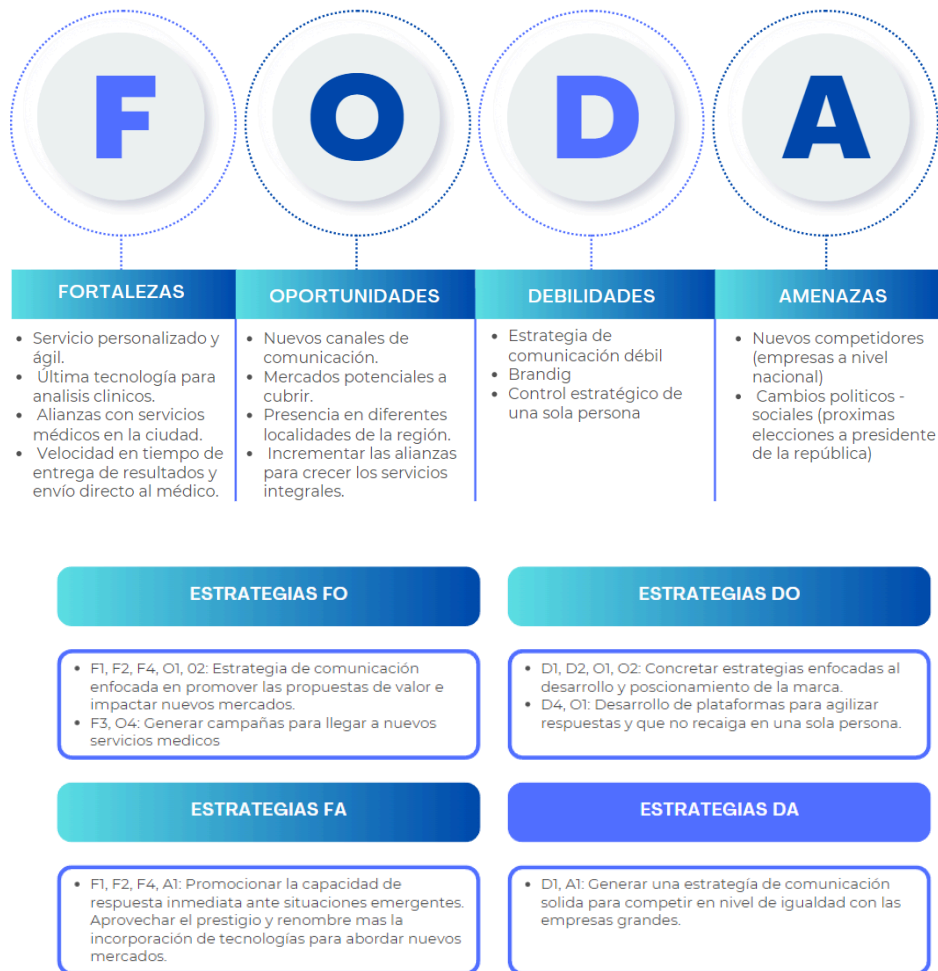 F
O
D
A
FORTALEZAS
• Servicio personalizado y
ágil.
• Última tecnología para
analisis clinicos.
• Alianzas con servicios
médicos en la ciudad.
• Velocidad en tiempo de
entrega de resultados y
envío directo al médico.
OPORTUNIDADES
• Nuevos canales de
comunicación.
• Mercados potenciales a
cubrir.
• Presencia en diferentes
localidades de la región.
• Incrementar las alianzas
para crecer los servicios
integrales.
DEBILIDADES
• Estrategia de
comunicación débil
• Brandig
• Control estratégico de
una sola persona
AMENAZAS
• Nuevos competidores
(empresas a nivel
nacional)
• Cambios politicos -
sociales (proximas
elecciones a presidente
de la república)
ESTRATEGIAS FO
• F1, F2, F4, O1, 02: Estrategia de comunicación
enfocada en promover las propuestas de valor e
impactar nuevos mercados.
• F3, O4: Generar campañas para llegar a nuevos
servicios medicos
ESTRATEGIAS DO
• D1, D2, O1, O2: Concretar estrategias enfocadas al
desarrollo y poscionamiento de la marca.
• D4, O1: Desarrollo de plataformas para agilizar
respuestas y que no recaiga en una sola persona.
ESTRATEGIAS FA
• F1, F2, F4, A1: Promocionar la capacidad de
respuesta inmediata ante situaciones emergentes.
Aprovechar el prestigio y renombre mas la
incorporación de tecnologías para abordar nuevos
mercados.
ESTRATEGIAS DA
• D1, A1: Generar una estrategía de comunicación
solida para competir en nivel de igualdad con las
empresas grandes.